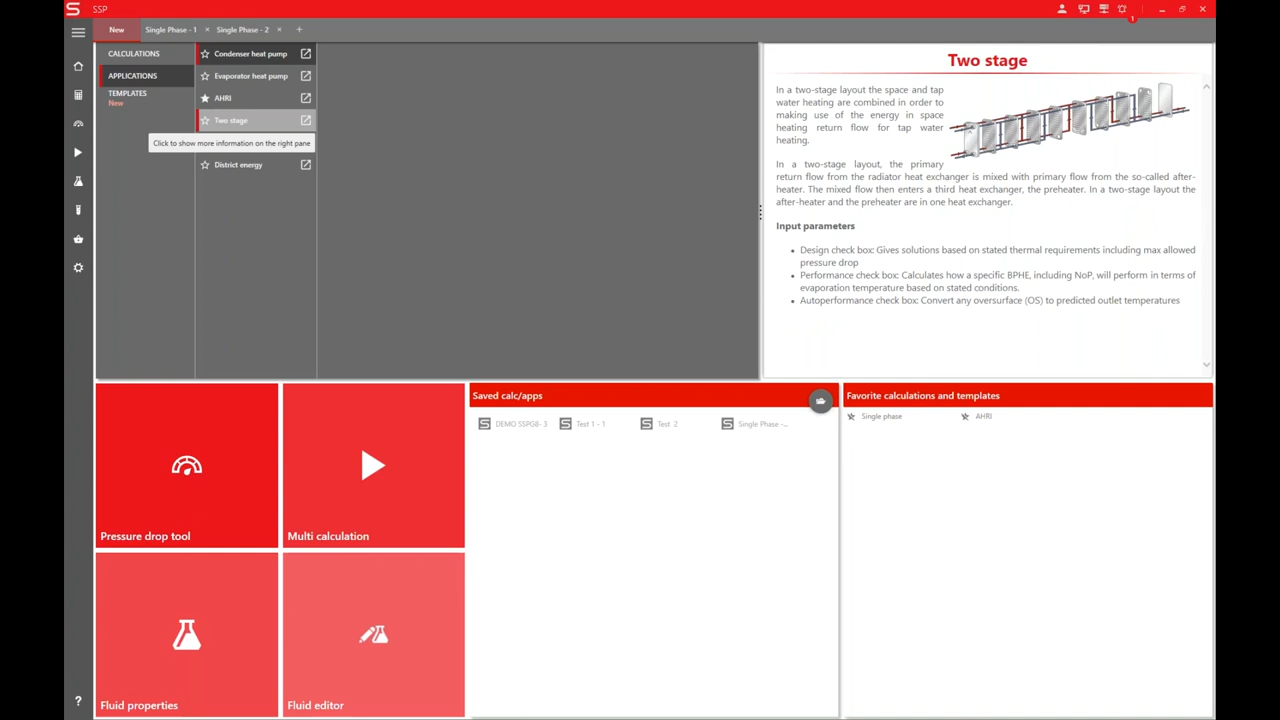 SSP
1
New
Single Phase - 1 ×
Single Phase - 2 ×
+
CALCULATIONS
APPLICATIONS
TEMPLATES
New
Condenser heat pump
Evaporator heat pump
AHRI
Two stage
Click to show more information on the right pane
District energy
Two stage
In a two-stage layout the space and tap
water heating are combined in order to
making use of the energy in space
heating return flow for tap water
heating.
In a two-stage layout, the primary
return flow from the radiator heat exchanger is mixed with primary flow from the so-called after-
heater. The mixed flow then enters a third heat exchanger, the preheater. In a two-stage layout the
after-heater and the preheater are in one heat exchanger.
Input parameters
• Design check box: Gives solutions based on stated thermal requirements including max allowed
pressure drop
• Performance check box: Calculates how a specific BPHE, including NoP, will perform in terms of
evaporation temperature based on stated conditions.
• Autoperformance check box: Convert any oversurface (OS) to predicted outlet temperatures
Pressure drop tool
Multi calculation
Fluid properties
Fluid editor
Saved calc/apps
DEMO SSPG8- 3
Test 1 - 1
Test 2
Single Phase -...
Favorite calculations and templates
Single phase
AHRI
?